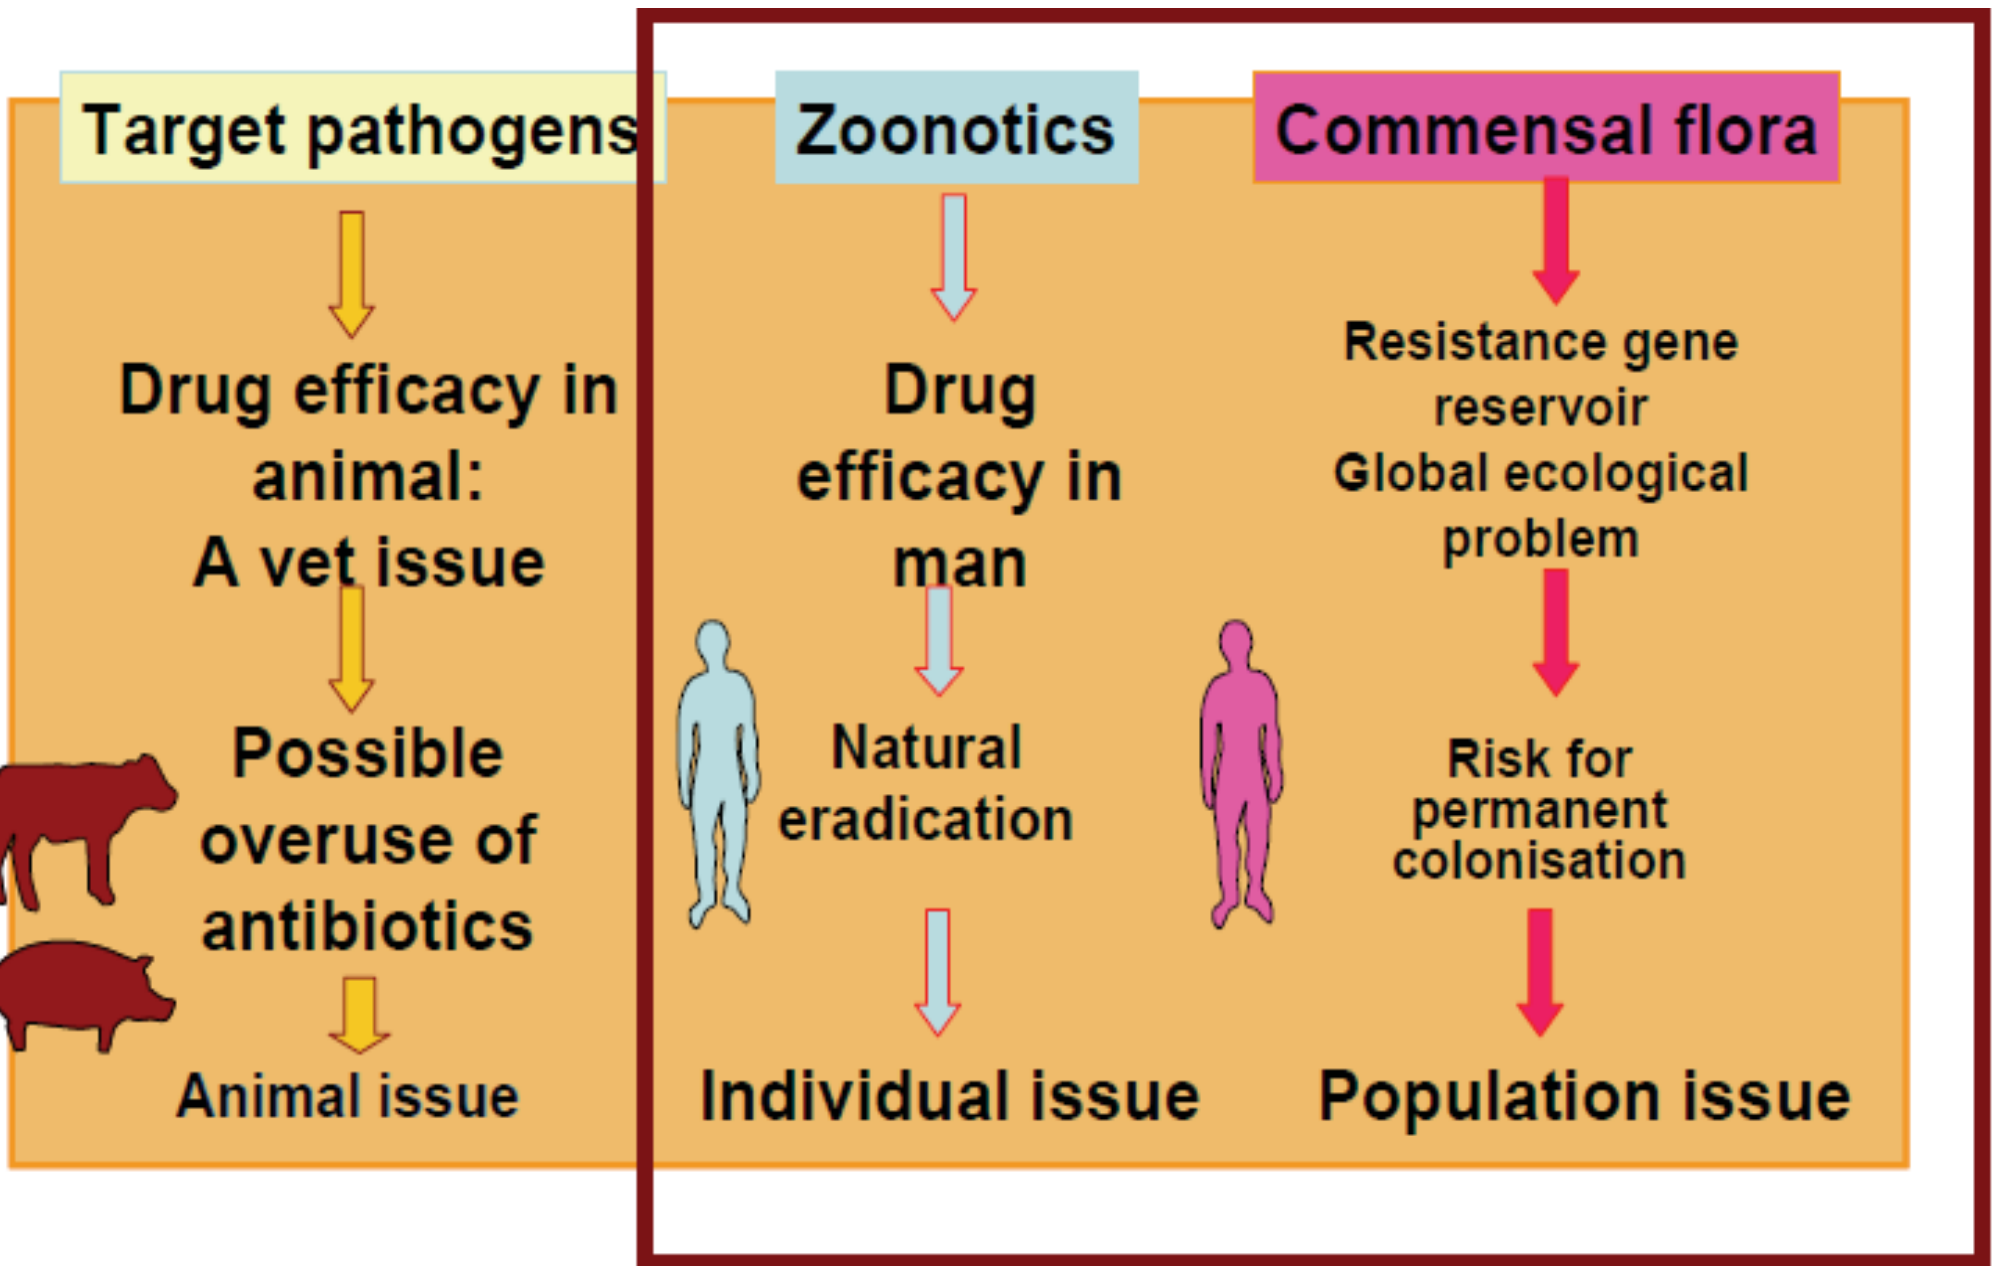 Target pathogens
Drug efficacy in
animal:
A vet issue
Possible
overuse of
antibiotics
Animal issue
Zoonotics
Drug
efficacy in
man
Natural
eradication
Individual issue
Commensal flora
Resistance gene
reservoir
Global ecological
problem
Risk for
permanent
colonisation
Population issue